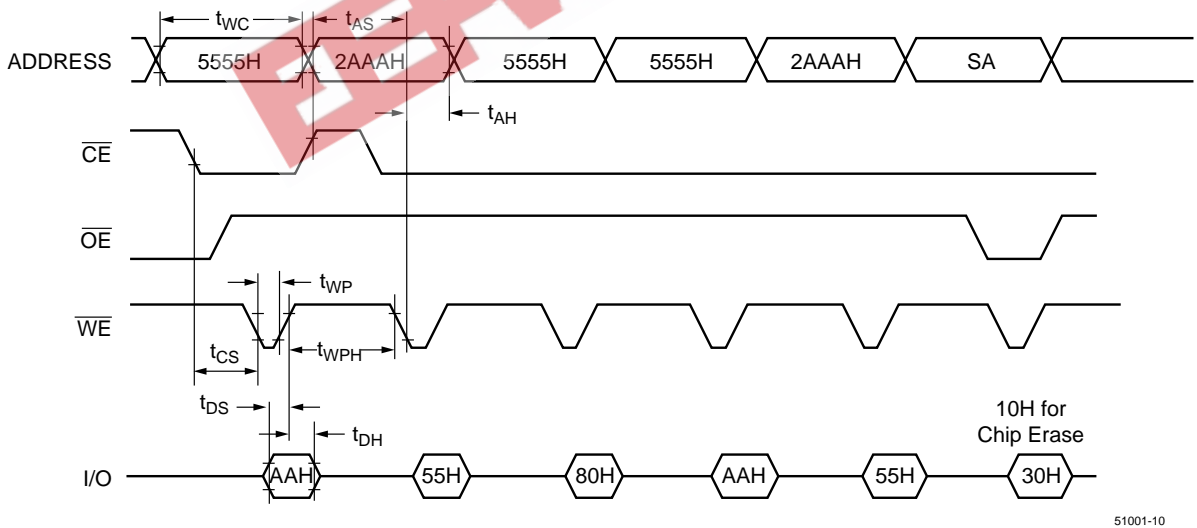 tWC
tAS
ADDRESS
5555H
2AAAH
5555H
5555H
2AAAH
SA
tAH
CE
OE
tWP
WE
tCS
tWPH
tDS
10H for
Chip Erase
tDH
I/O
AAH
55H
80H
AAH
55H
30H
51001-10